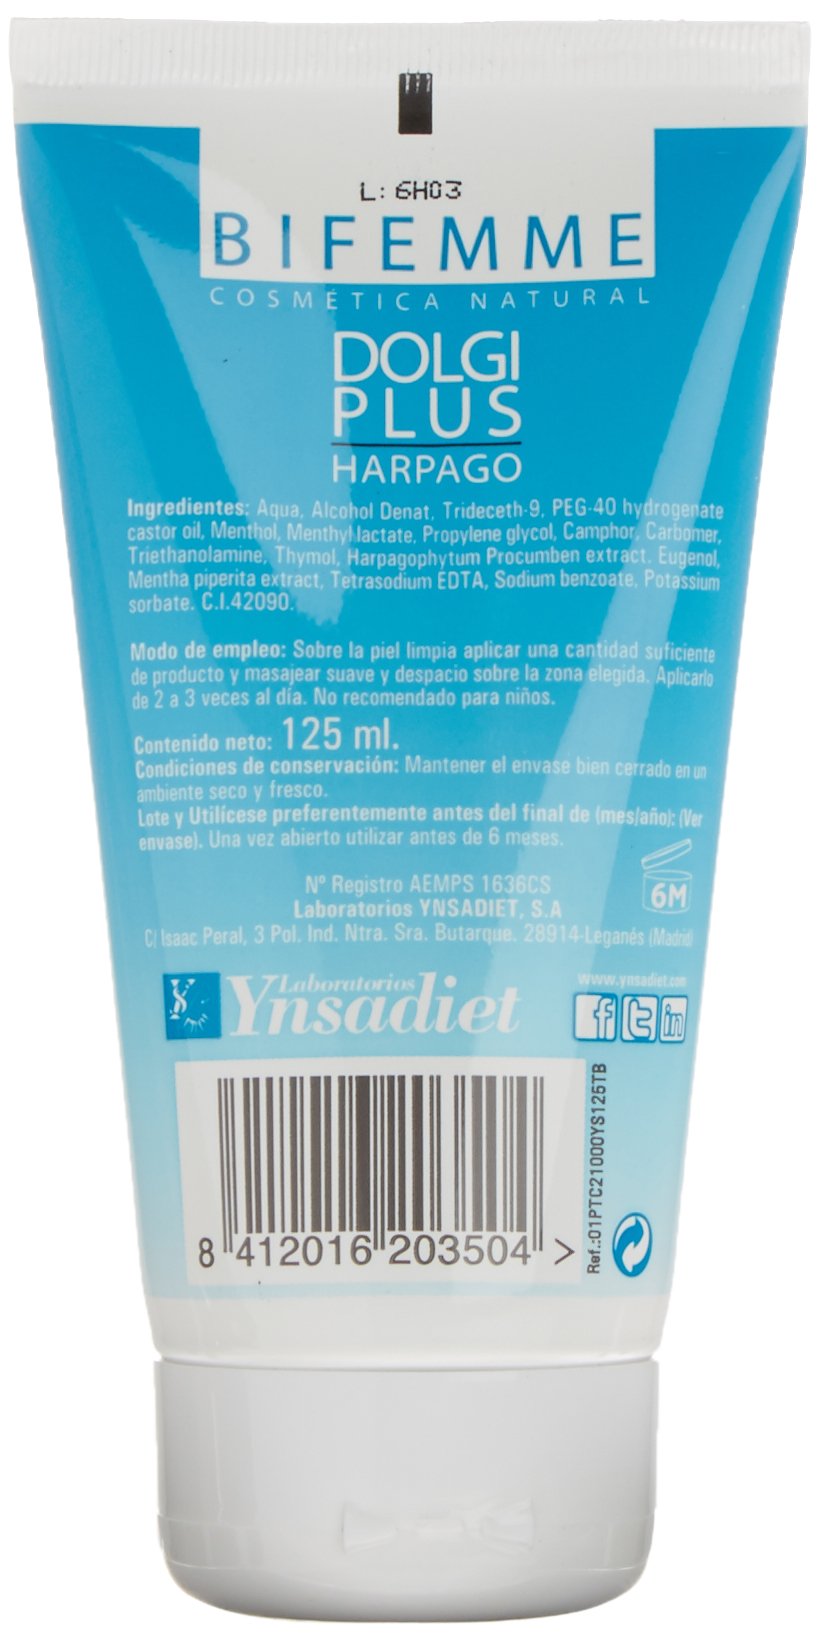 L: 6H03
BIFEMME
COSMÉTICA NATURAL
DOLGI
PLUS
HARPAGO
Ingredientes: Aqua, Alcohol Denat, Trideceth-9, PEG-40 hydrogenate
castor oil, Menthol, Menthyl lactate, Propylene glycol, Camphor, Carbomer,
Triethanolamine, Thymol, Harpagophytum Procumben extract. Eugenol,
Mentha piperita extract, Tetrasodium EDTA, Sodium benzoate, Potassium
sorbate. C.I.42090.
Modo de empleo: Sobre la piel limpia aplicar una cantidad suficiente
de producto y masajear suave y despacio sobre la zona elegida. Aplicarlo
de 2 a 3 veces al día. No recomendado para niños.
Contenido neto: 125 ml.
Condiciones de conservación: Mantener el envase bien cerrado en un
ambiente seco y fresco.
Lote y Utilícese preferentemente antes del final de (mes/año): (Ver
envase). Una vez abierto utilizar antes de 6 meses.
6M
Nº Registro AEMPS 1636CS
Laboratorios YNSADIET, S.A
C/ Isaac Peral, 3 Pol. Ind. Ntra. Sra. Butarque. 28914-Leganés (Madrid)
Laboratorios
Ynsadiet
www.ynsadiet.com
f t in
8 412016 203504 >
Ref.:01PTC21000YS125TB